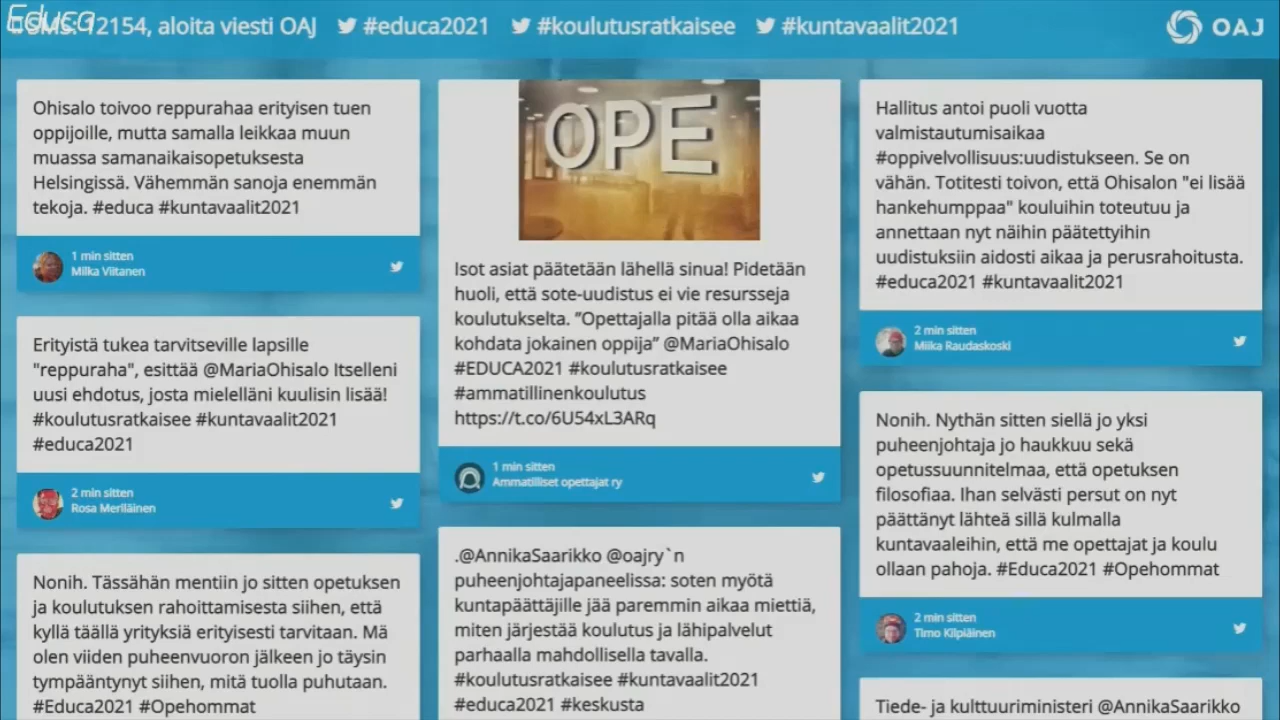 Educa
SMS: 12154, aloita viesti OAJ
#educa2021
#koulutusratkaisee
#kuntavaalit2021
OAJ
Ohisalo toivoo reppurahaa erityisen tuen
oppijoille, mutta samalla leikkaa muun
muassa samanaikaisopetuksesta
Helsingissä. Vähemmän sanoja enemmän
tekoja. #educa #kuntavaalit2021
1 min sitten
Milka Viitanen
Erityistä tukea tarvitseville lapsille
"reppuraha", esittää @MariaOhisalo Itselleni
uusi ehdotus, josta mielelläni kuulisin lisää!
#koulutusratkaisee #kuntavaalit2021
#educa2021
2 min sitten
Rosa Meriläinen
Nonih. Tässähän mentiin jo sitten opetuksen
ja koulutuksen rahoittamisesta siihen, että
kyllä täällä yrityksiä erityisesti tarvitaan. Mä
olen viiden puheenvuoron jälkeen jo täysin
tympääntynyt siihen, mitä tuolla puhutaan.
#Educa2021 #Opehommat
OPE
Isot asiat päätetään lähellä sinua! Pidetään
huoli, että sote-uudistus ei vie resursseja
koulutukselta. ”Opettajalla pitää olla aikaa
kohdata jokainen oppija” @MariaOhisalo
#EDUCA2021 #koulutusratkaisee
#ammatillinenkoulutus
https://t.co/6U54xL3ARq
1 min sitten
Ammatilliset opettajat ry
.@AnnikaSaarikko @oajry`n
puheenjohtajapaneelissa: soten myötä
kuntapäättäjille jää paremmin aikaa miettiä,
miten järjestää koulutus ja lähipalvelut
parhaalla mahdollisella tavalla.
#koulutusratkaisee #kuntavaalit2021
#educa2021 #keskusta
Hallitus antoi puoli vuotta
valmistautumisaikaa
#oppivelvollisuus:uudistukseen. Se on
vähän. Totitesti toivon, että Ohisalon "ei lisää
hankehumppaa" kouluihin toteutuu ja
annettaan nyt näihin päätettyihin
uudistuksiin aidosti aikaa ja perusrahoitusta.
#educa2021 #kuntavaalit2021
2 min sitten
Miika Raudaskoski
Nonih. Nythän sitten siellä jo yksi
puheenjohtaja jo haukkuu sekä
opetussuunnitelmaa, että opetuksen
filosofiaa. Ihan selvästi persut on nyt
päättänyt lähteä sillä kulmalla
kuntavaaleihin, että me opettajat ja koulu
ollaan pahoja. #Educa2021 #Opehommat
2 min sitten
Timo Kilpiäinen
Tiede- ja kulttuuriministeri @AnnikaSaarikko